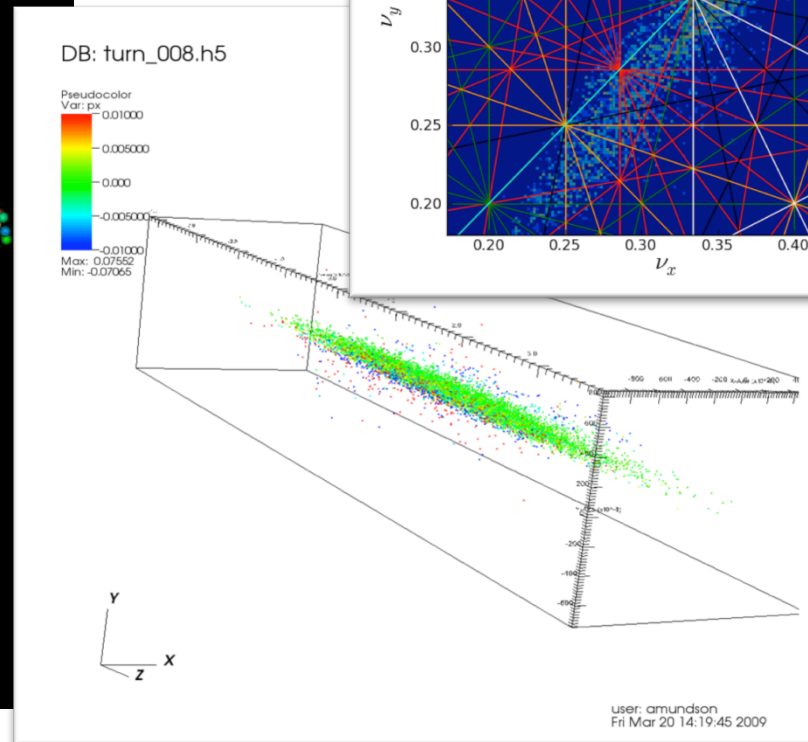 DB: turn_008.h5
Pseudocolor
Var: px
0.01000
0.005000
0.000
-0.005000
-0.01000
Max: 0.07552
Min: -0.07065
ν_y
0.30
0.25
0.20
0.20 0.25 0.30 0.35 0.40
ν_x
Y
X
Z
user: amundson
Fri Mar 20 14:19:45 2009